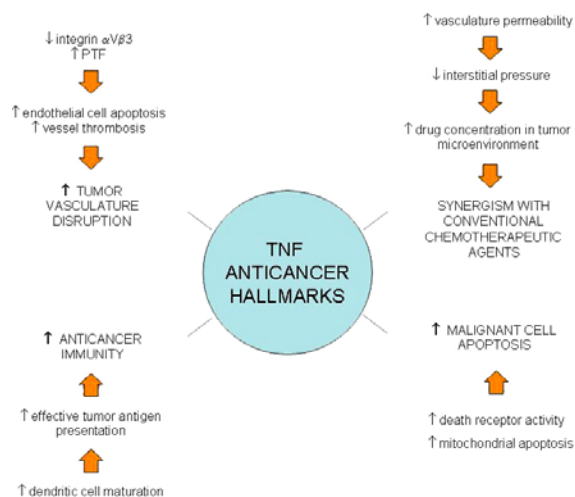 ↓ integrin αVβ3
↑ PTF
↑ endothelial cell apoptosis
↑ vessel thrombosis
↑ TUMOR
VASCULATURE
DISRUPTION
↑ vasculature permeability
↓ interstitial pressure
↑ drug concentration in tumor
microenvironment
SYNERGISM WITH
CONVENTIONAL
CHEMOTHERAPEUTIC
AGENTS
TNF
ANTICANCER
HALLMARKS
↑ ANTICANCER
IMMUNITY
↑ effective tumor antigen
presentation
↑ dendritic cell maturation
↑ MALIGNANT CELL
APOPTOSIS
↑ death receptor activity
↑ mitochondrial apoptosis